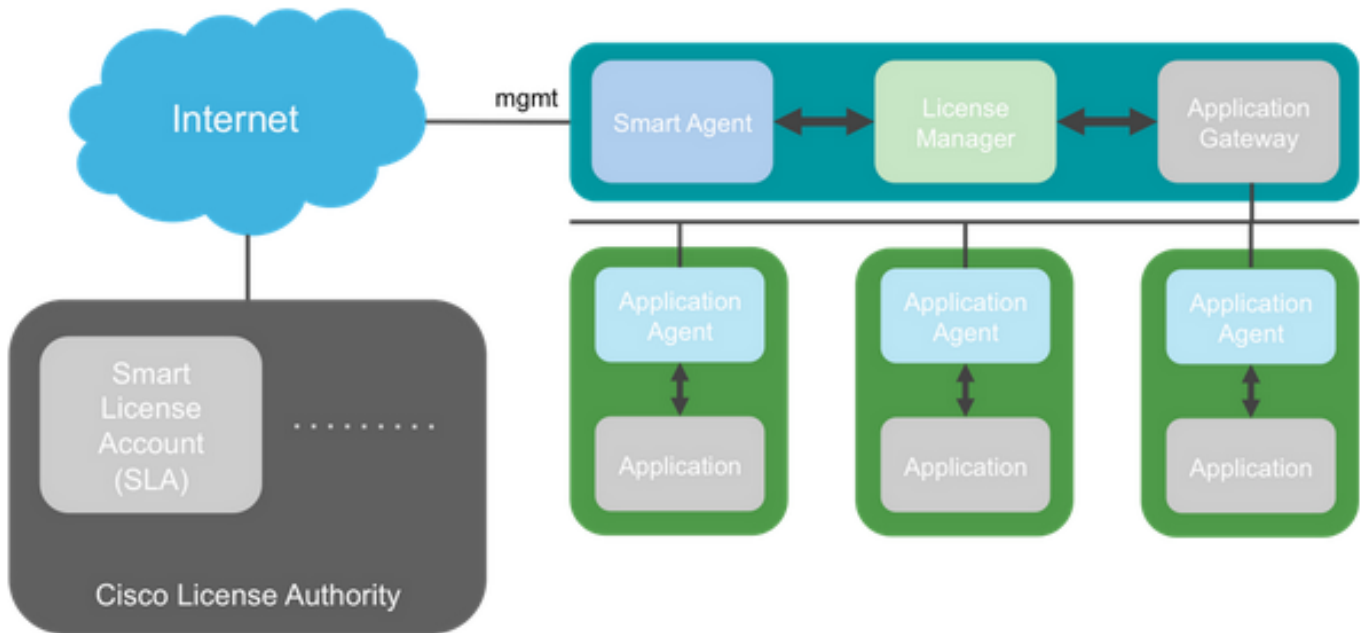 Internet
mgmt
Smart Agent
License
Manager
Application
Gateway
Application
Agent
Application
Agent
Application
Agent
Application
Application
Application
Smart
License
Account
(SLA)
.........
Cisco License Authority